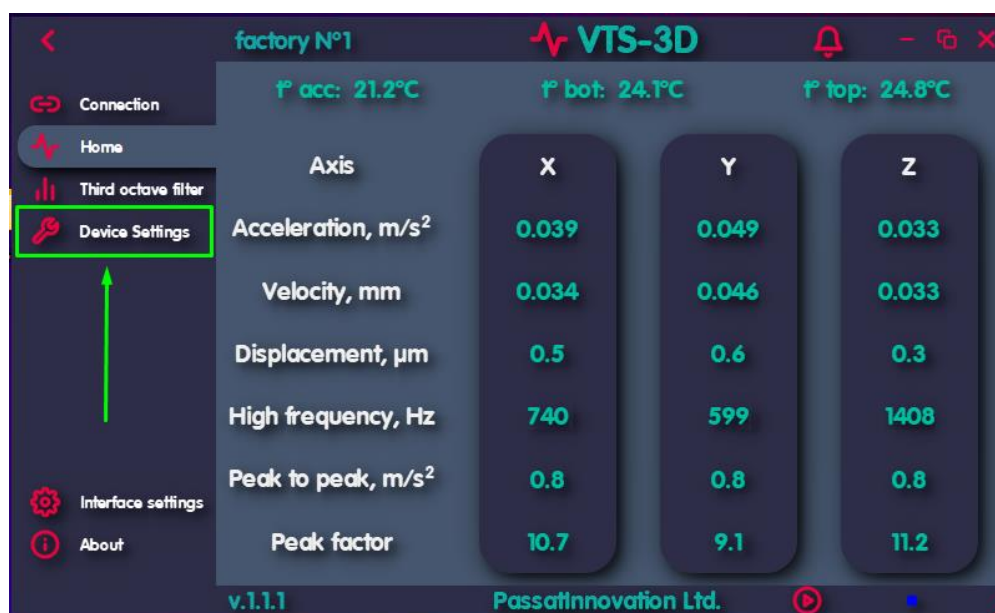 factory N°1 VTS-3D
t° acc: 21.2°C t° bot: 24.1°C t° top: 24.8°C
Connection
Home
Third octave filter
Device Settings
Interface settings
About
Axis X Y Z
Acceleration, m/s² 0.039 0.049 0.033
Velocity, mm 0.034 0.046 0.033
Displacement, µm 0.5 0.6 0.3
High frequency, Hz 740 599 1408
Peak to peak, m/s² 0.8 0.8 0.8
Peak factor 10.7 9.1 11.2
v.1.1.1 PassatInnovation Ltd.